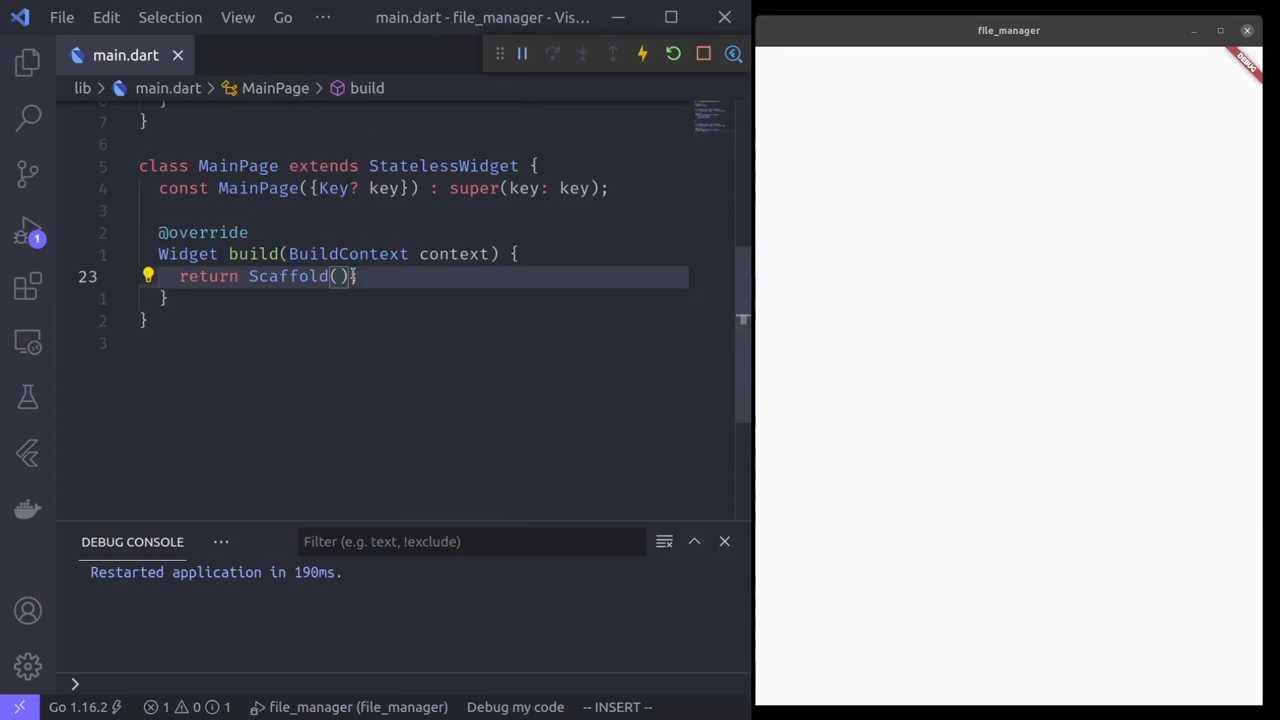 File Edit Selection View Go ··· main.dart - file_manager - Vis...
main.dart
lib > main.dart > MainPage > build
7 }
6
5 class MainPage extends StatelessWidget {
4 const MainPage({Key? key}) : super(key: key);
3
2 @override
1 Widget build(BuildContext context) {
23 return Scaffold();
1 }
2 }
3
DEBUG CONSOLE ··· Filter (e.g. text, !exclude)
Restarted application in 190ms.
>
Go 1.16.2 1 0 1 file_manager (file_manager) Debug my code -- INSERT --
1
file_manager
DEBUG